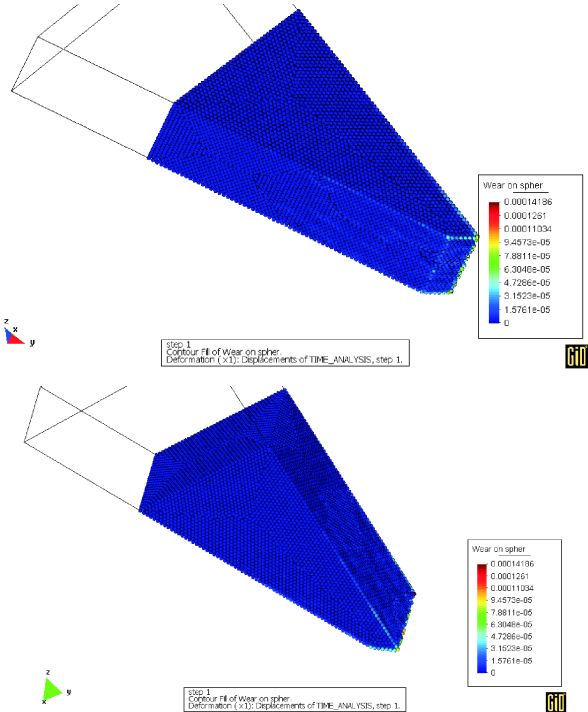 Wear on spher
0.00014186
0.0001261
0.00011034
9.4573e-05
7.8811e-05
6.3048e-05
4.7286e-05
3.1523e-05
1.5761e-05
0
z
x
y
step 1
Contour Fill of Wear on spher.
Deformation ( x1): Displacements of TIME_ANALYSIS, step 1.
GiD
Wear on spher
0.00014186
0.0001261
0.00011034
9.4573e-05
7.8811e-05
6.3048e-05
4.7286e-05
3.1523e-05
1.5761e-05
0
z
y
x
step 1
Contour Fill of Wear on spher.
Deformation ( x1): Displacements of TIME_ANALYSIS, step 1.
GiD